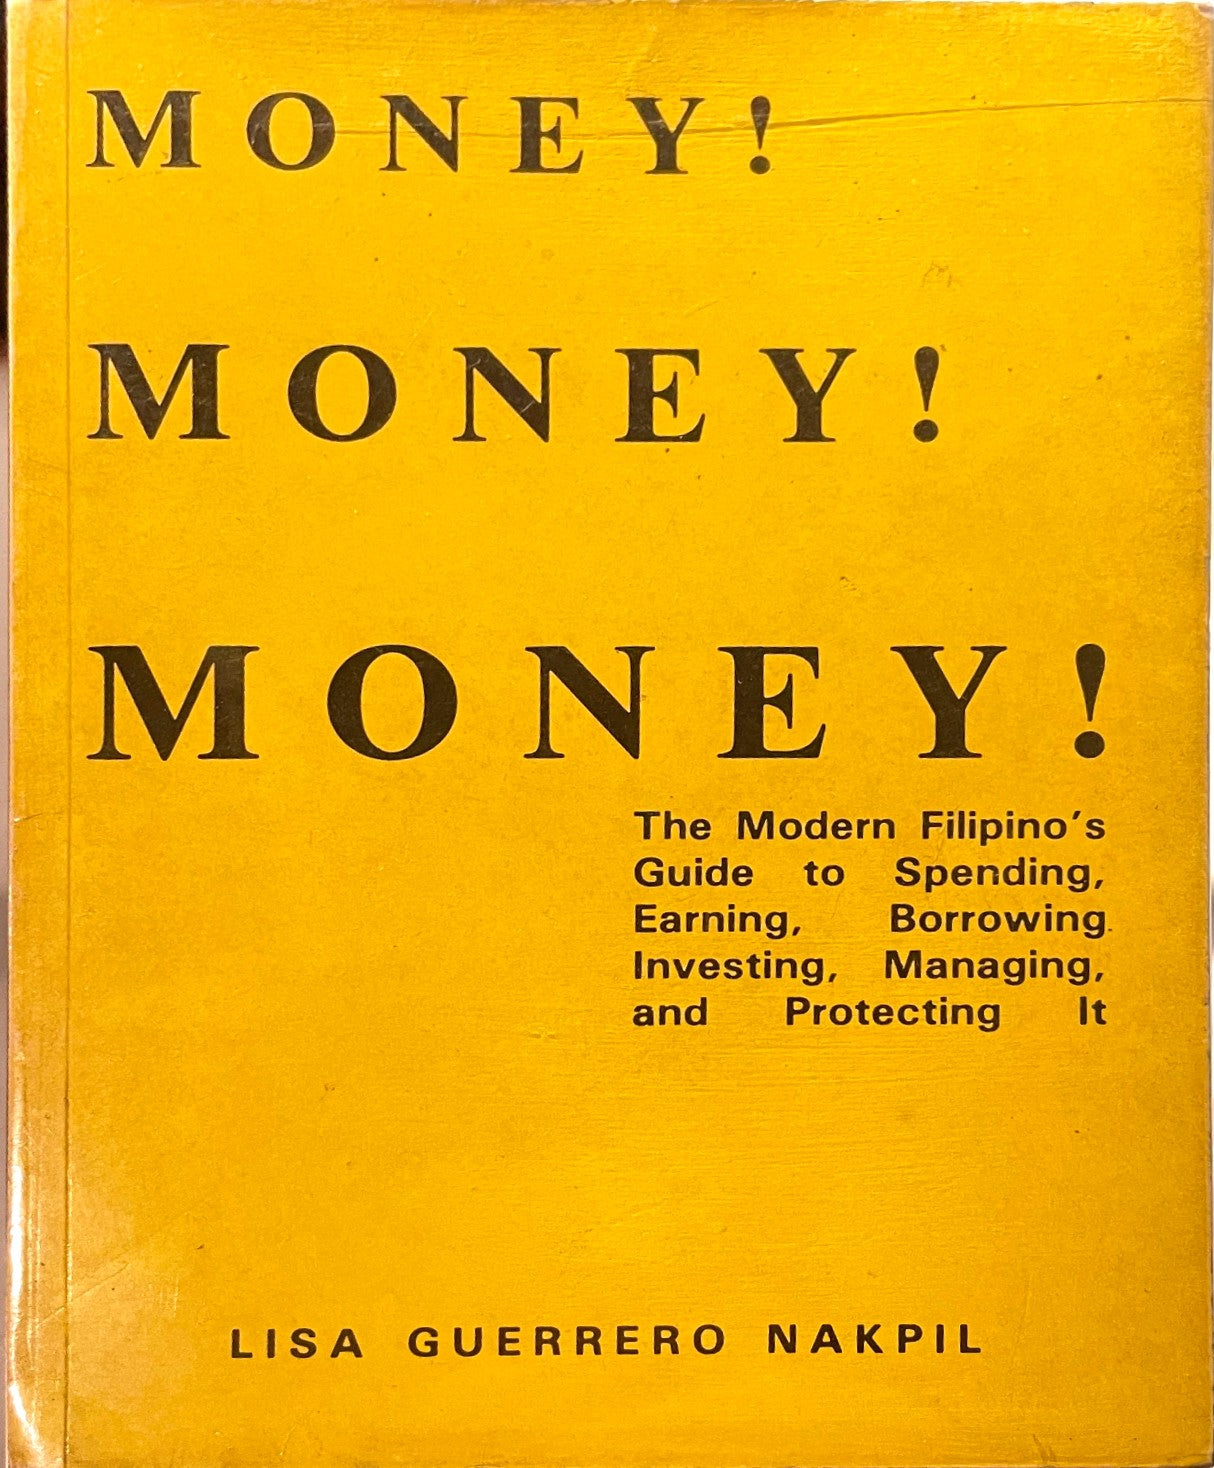 MONEY!
MONEY!
MONEY!
The Modern Filipino's
Guide to Spending,
Earning, Borrowing.
Investing, Managing,
and Protecting It
LISA GUERRERO NAKPIL